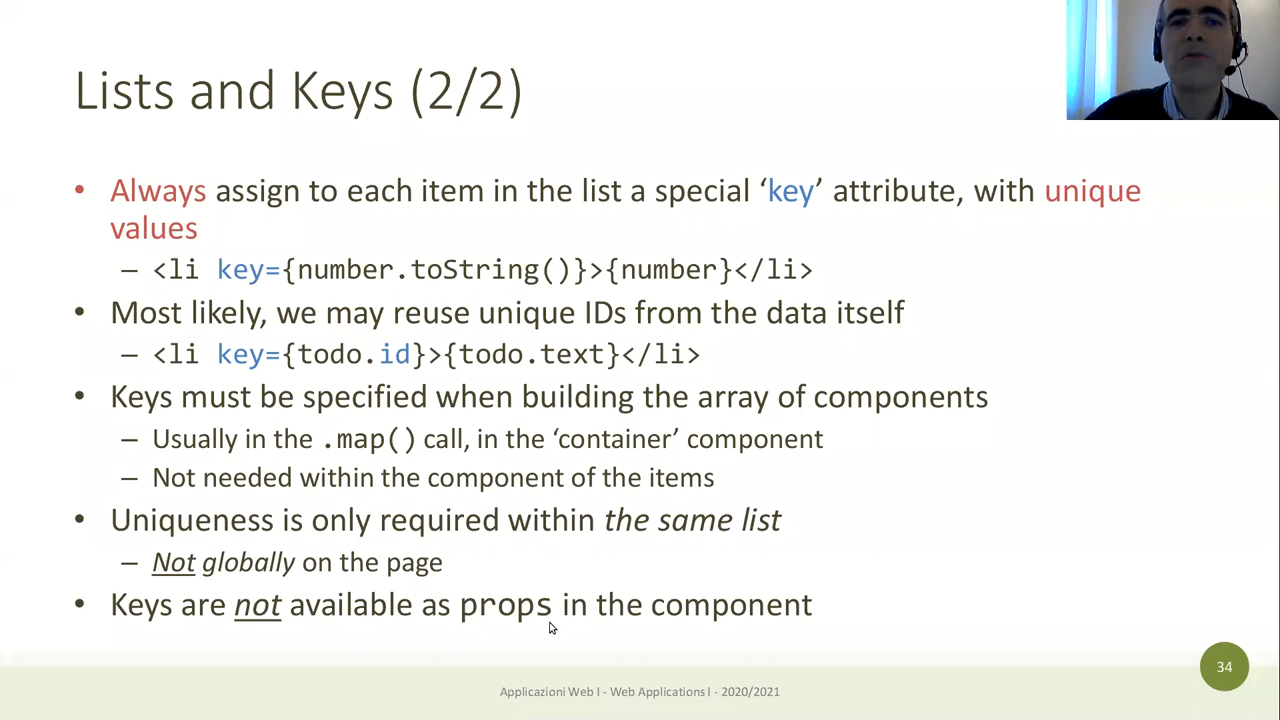 Lists and Keys (2/2)
• Always assign to each item in the list a special ‘key’ attribute, with unique
values
– <li key={number.toString()}>{number}</li>
• Most likely, we may reuse unique IDs from the data itself
– <li key={todo.id}>{todo.text}</li>
• Keys must be specified when building the array of components
– Usually in the .map() call, in the ‘container’ component
– Not needed within the component of the items
• Uniqueness is only required within the same list
– Not globally on the page
• Keys are not available as props in the component
34
Applicazioni Web I - Web Applications I - 2020/2021